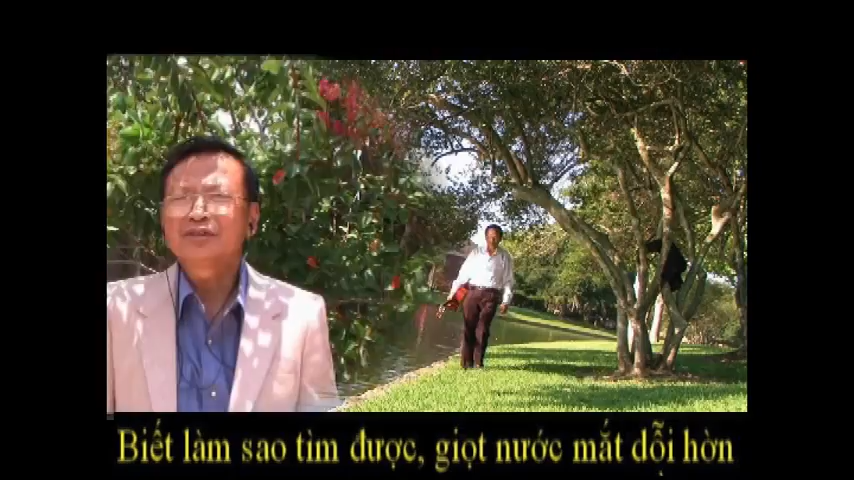 Biết làm sao tìm được, giọt nước mắt dỗi hờn